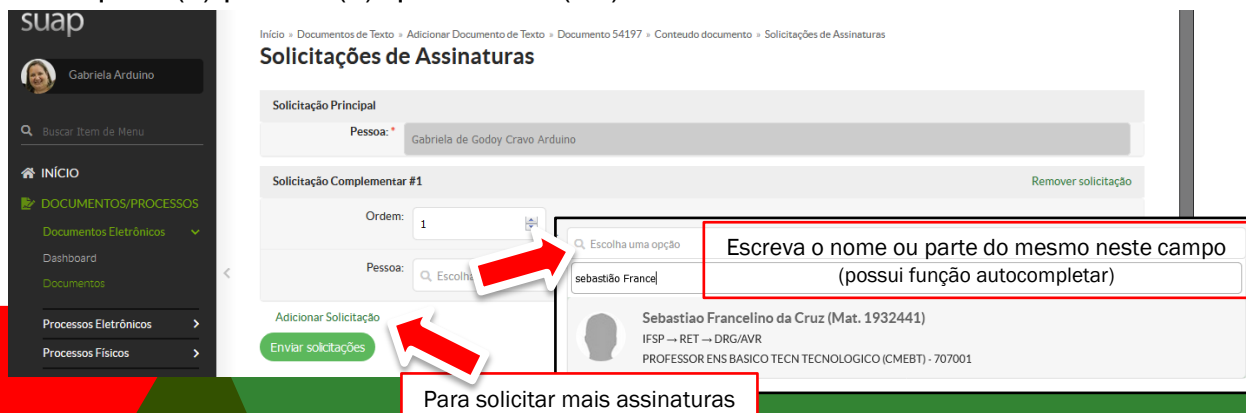 suap
Gabriela Arduino
Buscar Item de Menu
INÍCIO
DOCUMENTOS/PROCESSOS
Documentos Eletrônicos
Dashboard
Documentos
Processos Eletrônicos
Processos Físicos
Início » Documentos de Texto » Adicionar Documento de Texto » Documento 54197 » Conteudo documento » Solicitações de Assinaturas
Solicitações de Assinaturas
Solicitação Principal
Pessoa: * Gabriela de Godoy Cravo Arduino
Solicitação Complementar #1 Remover solicitação
Ordem: 1
Pessoa: Escolh
Adicionar Solicitação
Enviar solicitações
Escolha uma opção
sebastião France
Escreva o nome ou parte do mesmo neste campo
(possui função autocompletar)
Sebastiao Francelino da Cruz (Mat. 1932441)
IFSP → RET → DRG/AVR
PROFESSOR ENS BASICO TECN TECNOLOGICO (CMEBT) - 707001
Para solicitar mais assinaturas